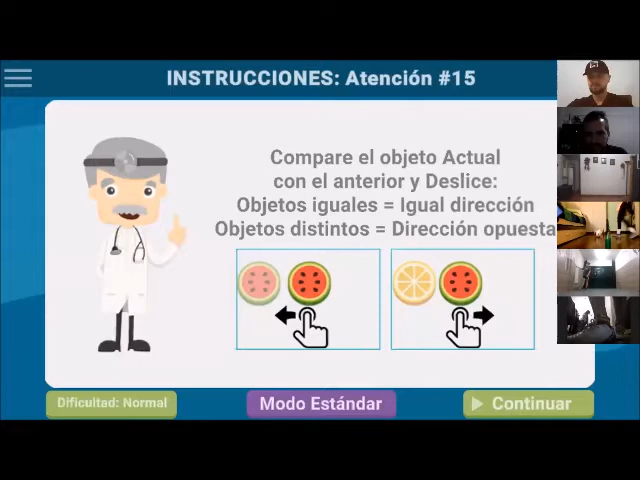 INSTRUCCIONES: Atención #15
Compare el objeto Actual
con el anterior y Deslice:
Objetos iguales = Igual dirección
Objetos distintos = Dirección opuesta
Dificultad: Normal
Modo Estándar
Continuar